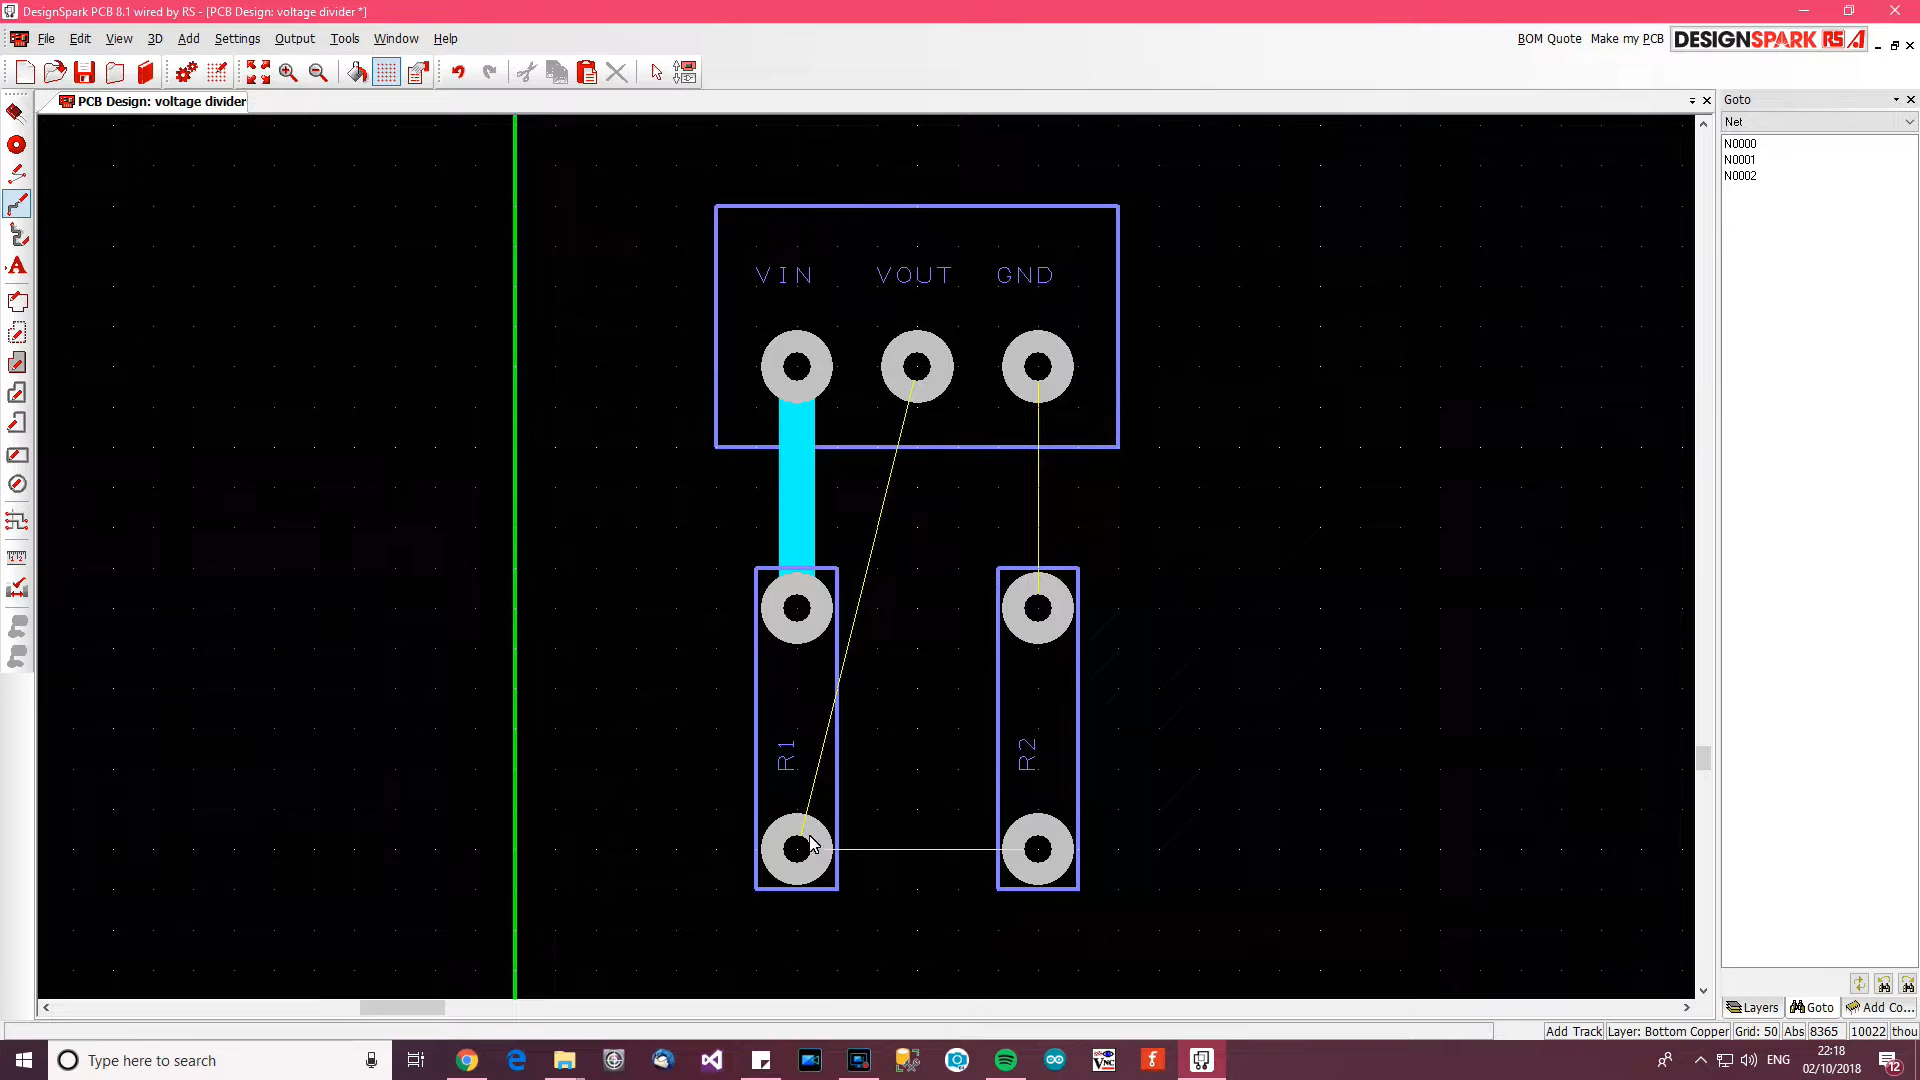 DesignSpark PCB 8.1 wired by RS - [PCB Design: voltage divider *]
File Edit View 3D Add Settings Output Tools Window Help
BOM Quote Make my PCB DESIGNSPARK RS
PCB Design: voltage divider
Goto
Net
N0000
N0001
N0002
VIN VOUT GND
R1
R2
Layers Goto Add Co...
Add Track Layer: Bottom Copper Grid: 50 Abs 8365 10022 thou
Type here to search
ENG
22:18
02/10/2018
12